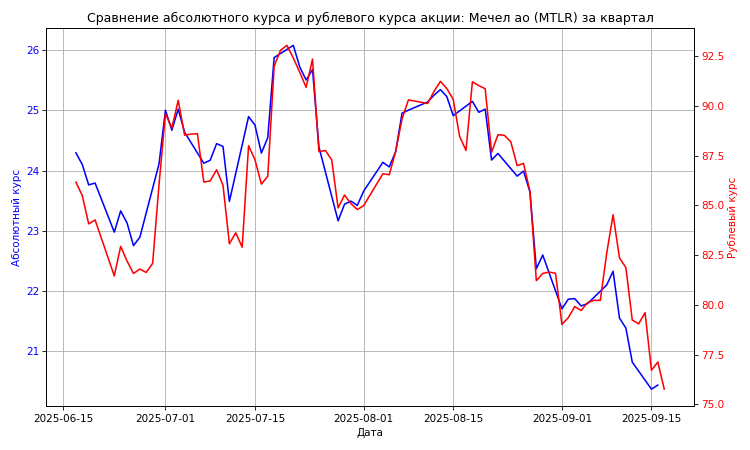 Сравнение абсолютного курса и рублевого курса акции: Мечел ао (MTLR) за квартал
26
25
24
23
22
21
Абсолютный курс
92.5
90.0
87.5
85.0
82.5
80.0
77.5
75.0
Рублевый курс
2025-06-15 2025-07-01 2025-07-15 2025-08-01 2025-08-15 2025-09-01 2025-09-15
Дата